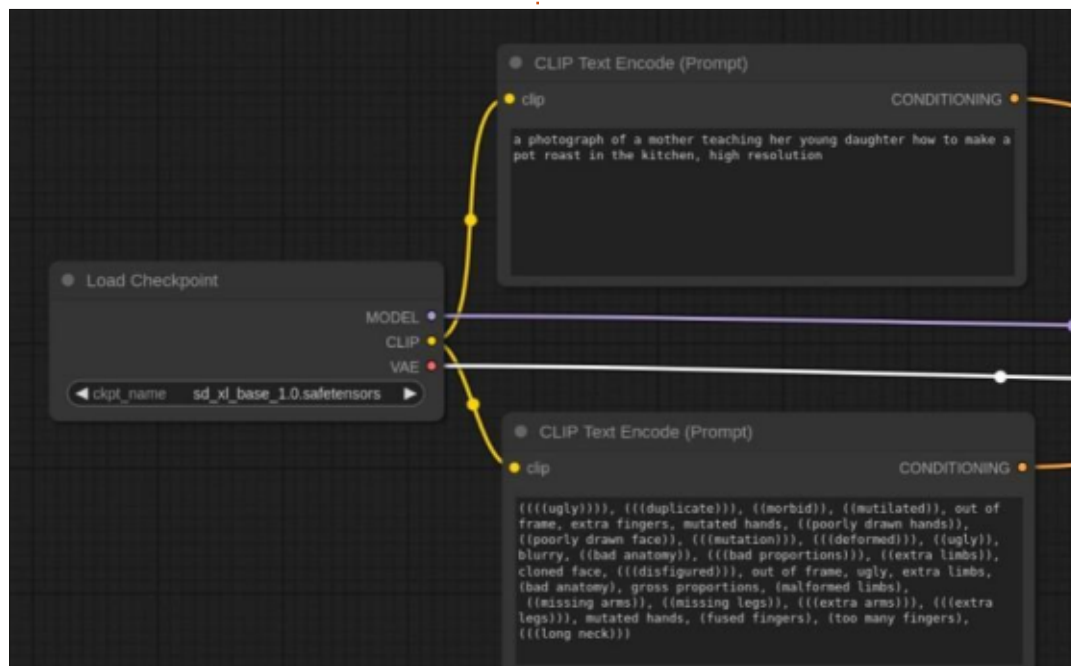 CLIP Text Encode (Prompt)
clip
CONDITIONING
a photograph of a mother teaching her young daughter how to make a
pot roast in the kitchen, high resolution
Load Checkpoint
MODEL
CLIP
VAE
ckpt_name sd_xl_base_1.0.safetensors
CLIP Text Encode (Prompt)
clip
CONDITIONING
((((ugly)))), (((duplicate))), ((morbid)), ((mutilated)), out of
frame, extra fingers, mutated hands, ((poorly drawn hands)),
((poorly drawn face)), (((mutation))), (((deformed))), ((ugly)),
blurry, ((bad anatomy)), (((bad proportions))), ((extra limbs)),
cloned face, (((disfigured))), out of frame, ugly, extra limbs,
(bad anatomy), gross proportions, (malformed limbs),
((missing arms)), ((missing legs)), (((extra arms))), (((extra
legs))), mutated hands, (fused fingers), (too many fingers),
(((long neck)))